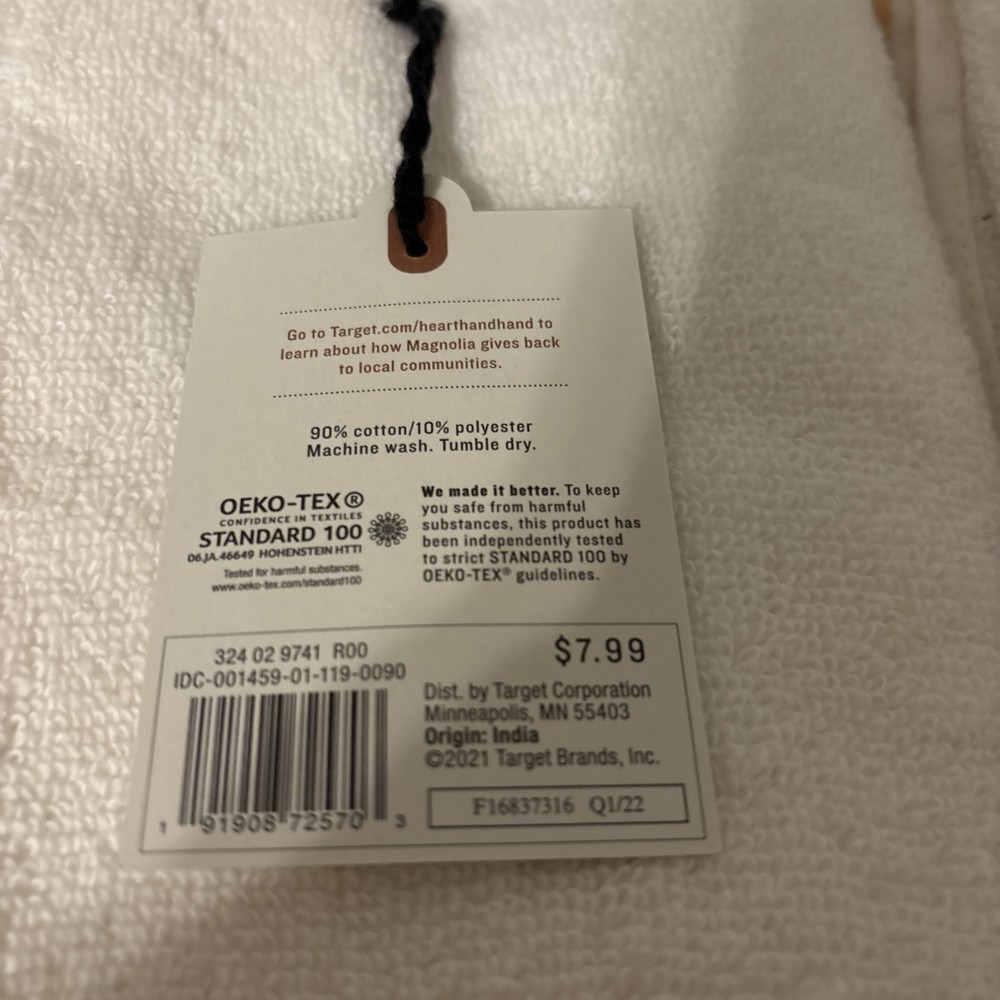 Go to Target.com/hearthandhand to
learn about how Magnolia gives back
to local communities.
90% cotton/10% polyester
Machine wash. Tumble dry.
OEKO-TEX®
CONFIDENCE IN TEXTILES
STANDARD 100
06.JA.46649 HOHENSTEIN HTTI
Tested for harmful substances.
www.oeko-tex.com/standard100
We made it better. To keep
you safe from harmful
substances, this product has
been independently tested
to strict STANDARD 100 by
OEKO-TEX® guidelines.
324 02 9741 R00
IDC-001459-01-119-0090
1 91908 72570 3
$7.99
Dist. by Target Corporation
Minneapolis, MN 55403
Origin: India
©2021 Target Brands, Inc.
F16837316 Q1/22